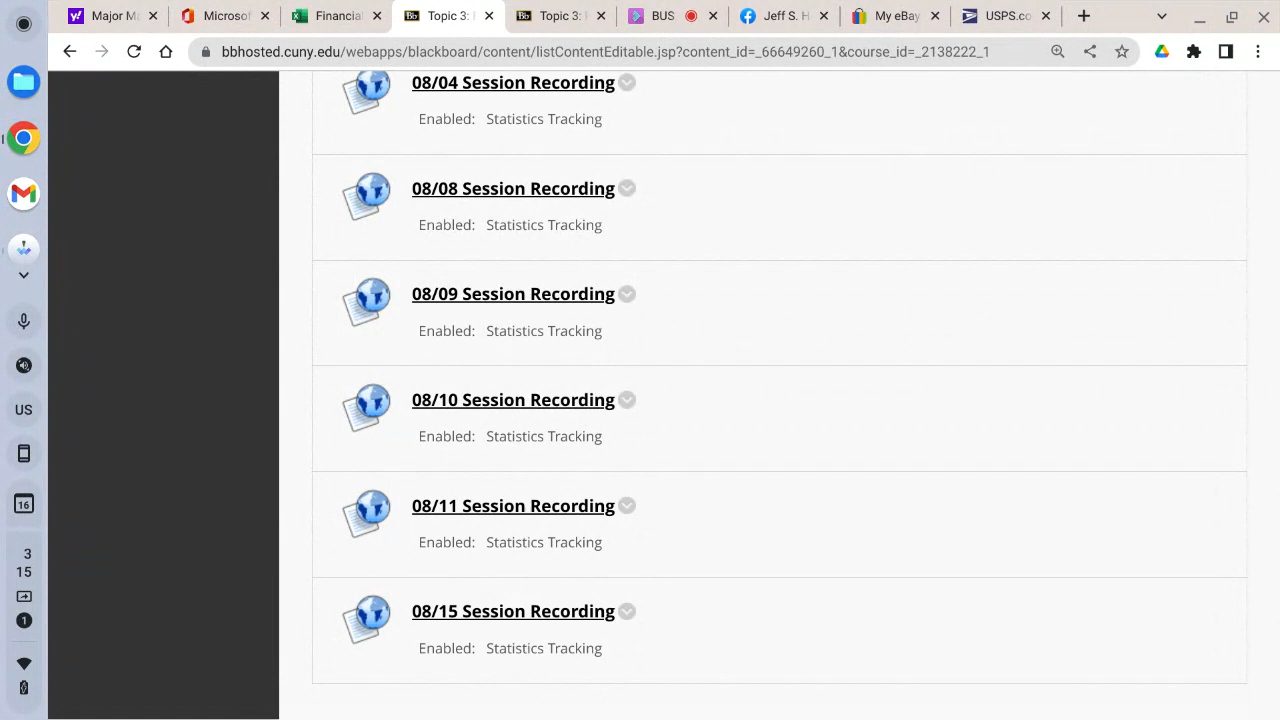 Major M
Microsof
Financial
Topic 3:
Topic 3:
BUS
Jeff S. H
My eBay
USPS.co
bbhosted.cuny.edu/webapps/blackboard/content/listContentEditable.jsp?content_id=_66649260_1&course_id=_2138222_1
08/04 Session Recording
Enabled: Statistics Tracking
08/08 Session Recording
Enabled: Statistics Tracking
08/09 Session Recording
Enabled: Statistics Tracking
08/10 Session Recording
Enabled: Statistics Tracking
08/11 Session Recording
Enabled: Statistics Tracking
08/15 Session Recording
Enabled: Statistics Tracking
US
16
3
15
1